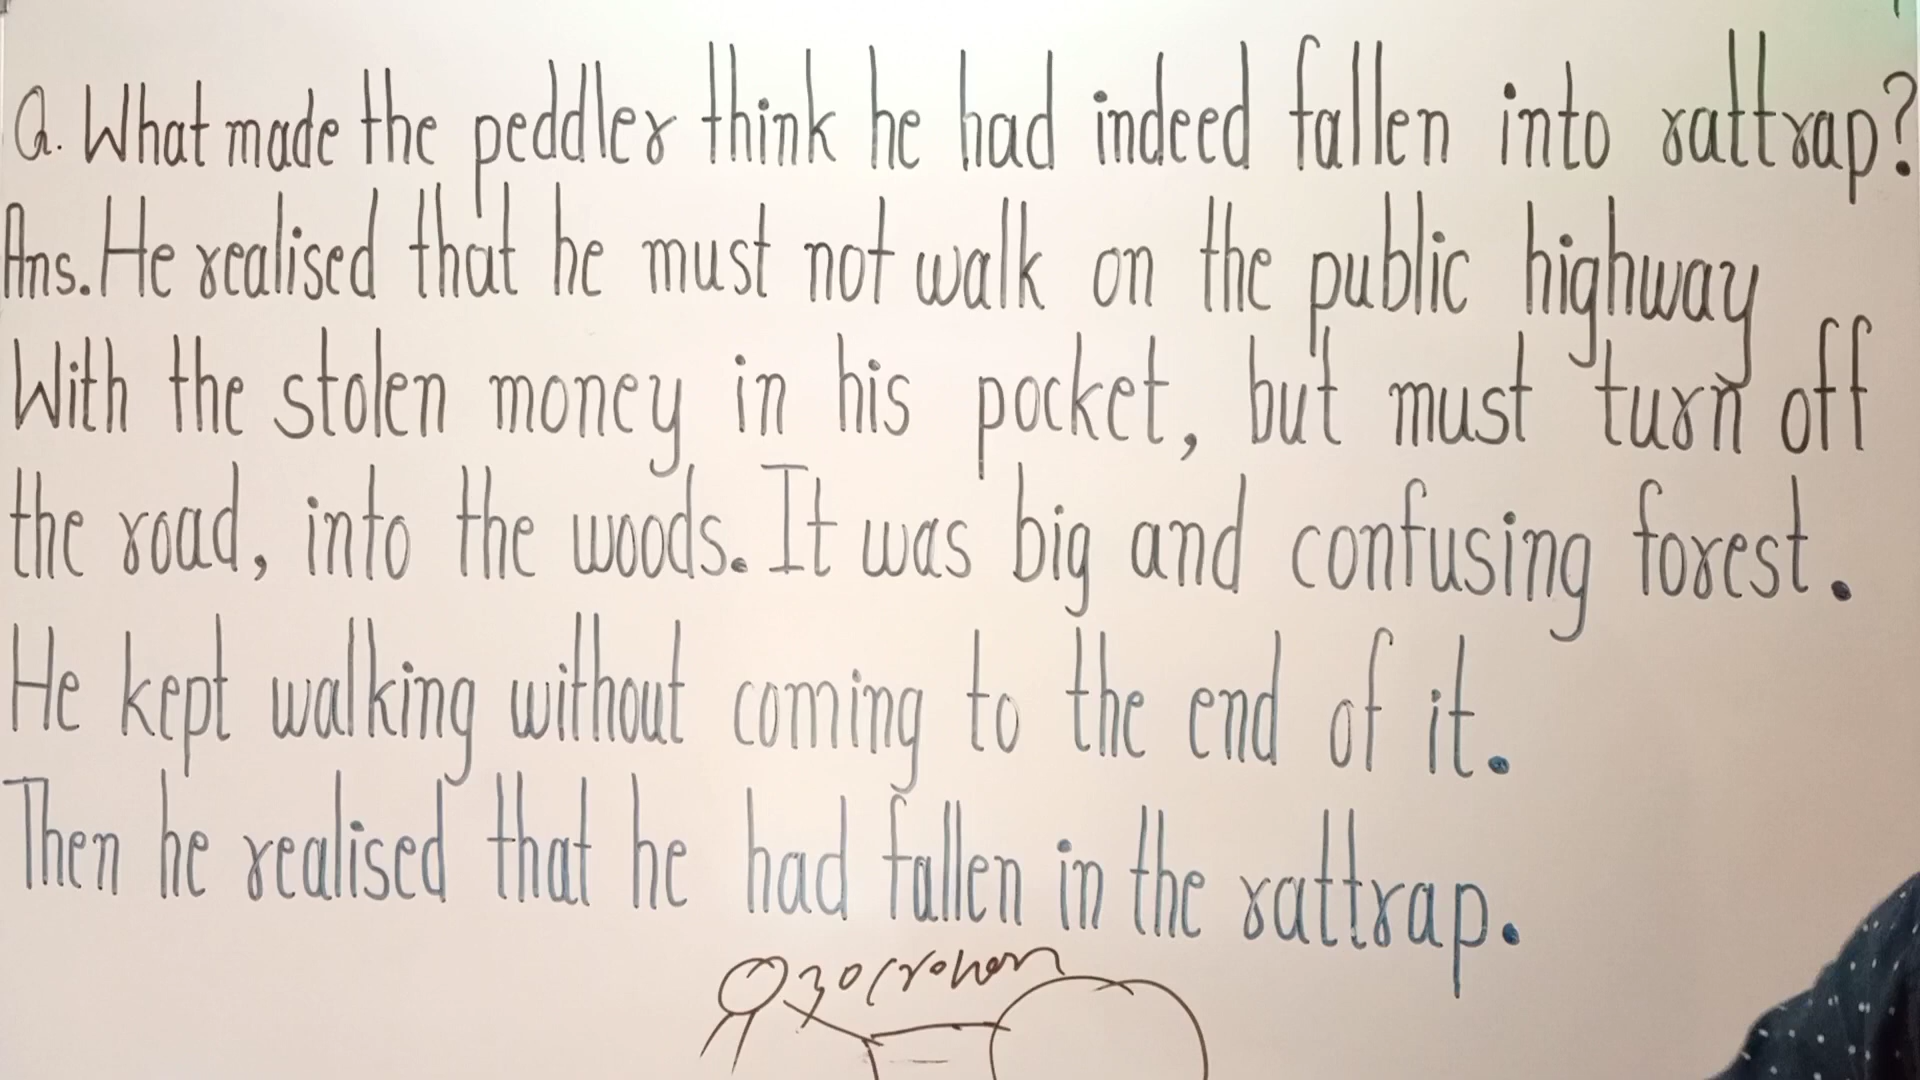 Q. What made the peddler think he had indeed fallen into rattrap?
Ans. He realised that he must not walk on the public highway
With the stolen money in his pocket, but must turn off
the road, into the woods. It was big and confusing forest.
He kept walking without coming to the end of it.
Then he realised that he had fallen in the rattrap.
30